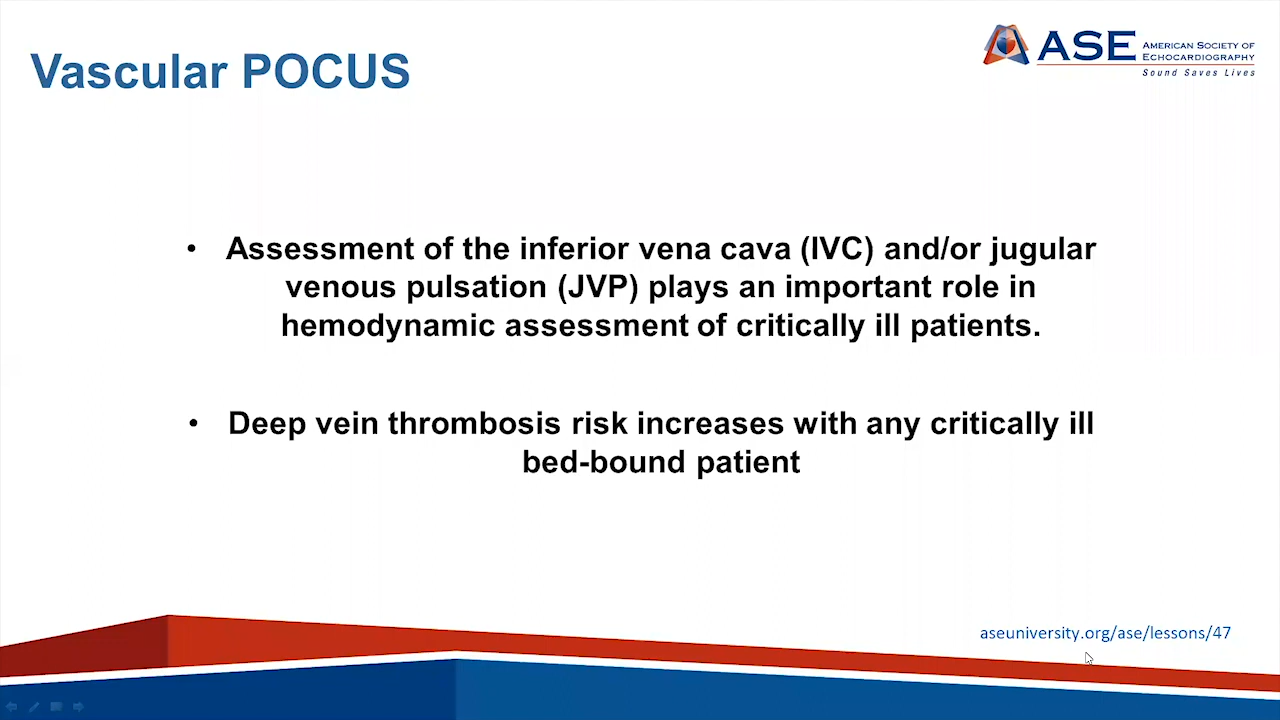 Vascular POCUS
ASE AMERICAN SOCIETY OF
ECHOCARDIOGRAPHY
Sound Saves Lives
• Assessment of the inferior vena cava (IVC) and/or jugular
venous pulsation (JVP) plays an important role in
hemodynamic assessment of critically ill patients.
• Deep vein thrombosis risk increases with any critically ill
bed-bound patient
aseuniversity.org/ase/lessons/47